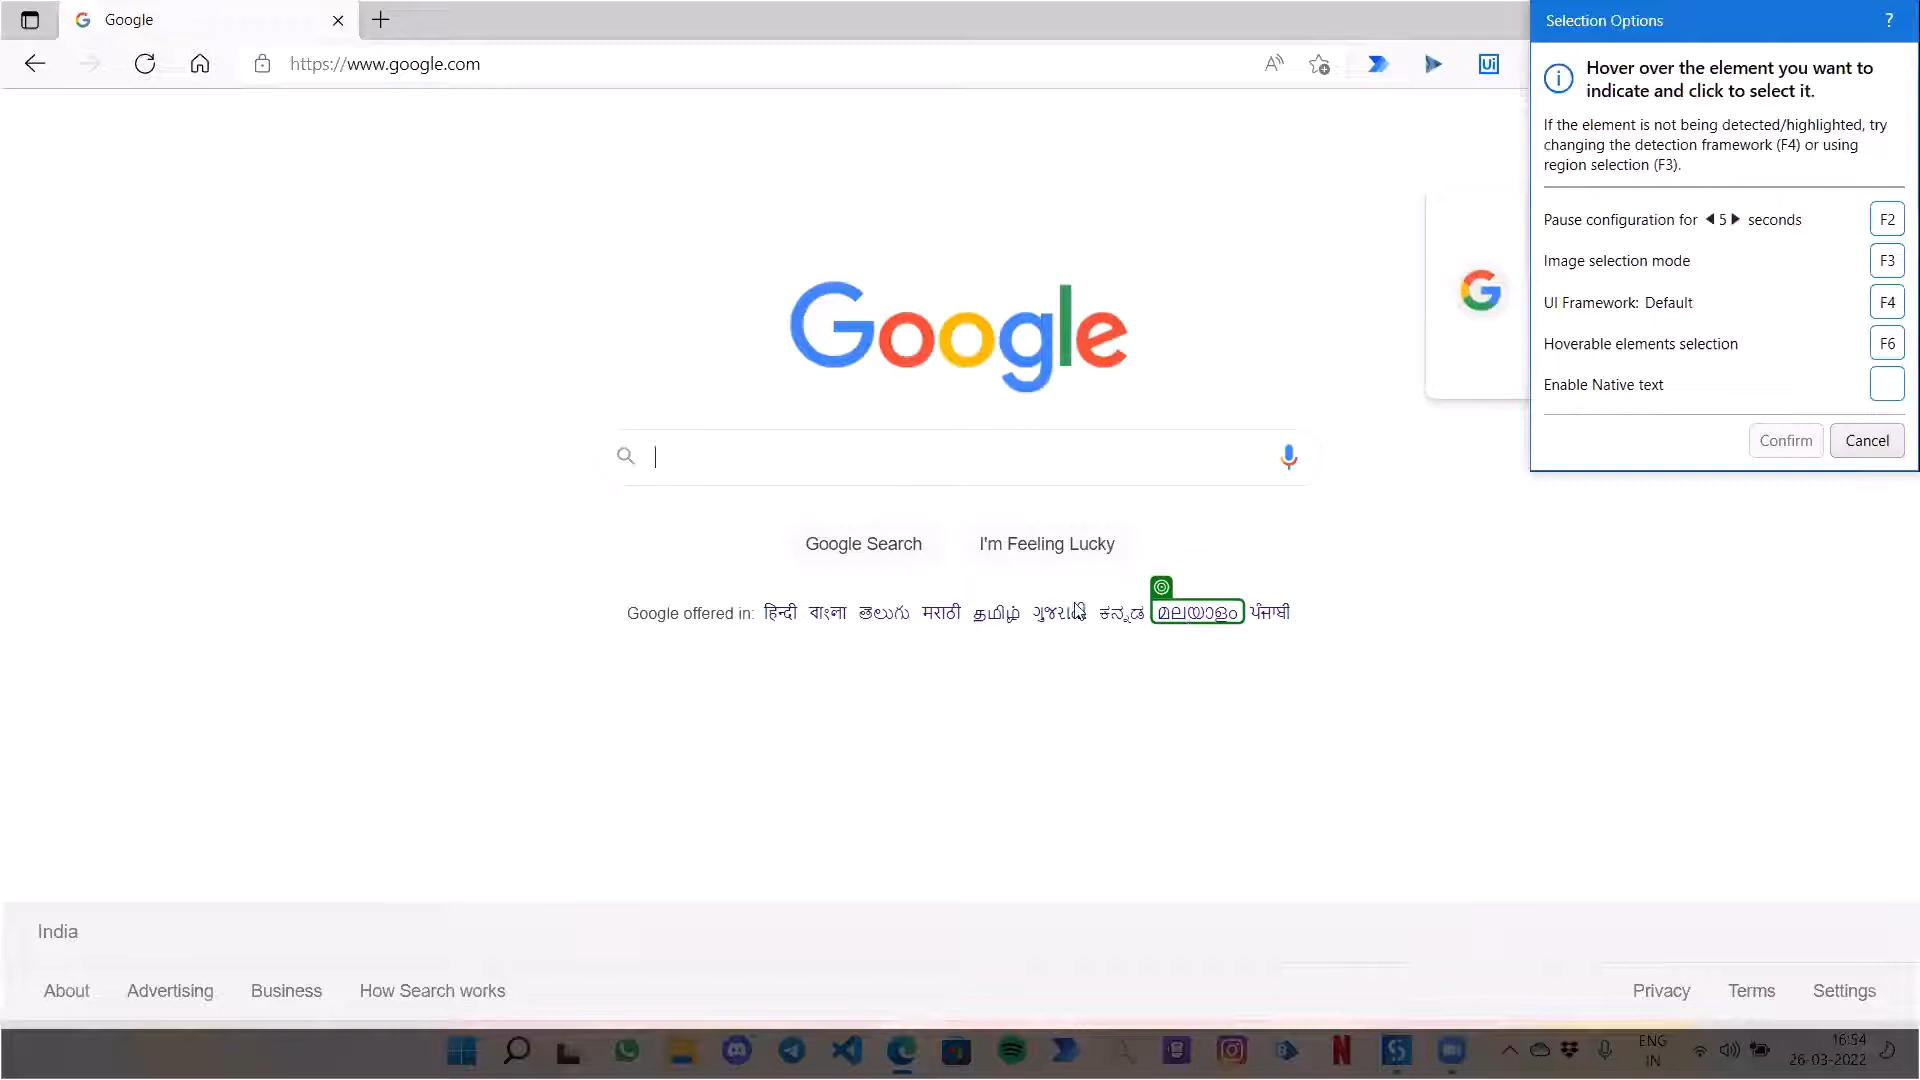 Google
https://www.google.com
Ui
Selection Options
?
Hover over the element you want to
indicate and click to select it.
If the element is not being detected/highlighted, try
changing the detection framework (F4) or using
region selection (F3).
Pause configuration for 5 seconds F2
Image selection mode F3
UI Framework: Default F4
Hoverable elements selection F6
Enable Native text
Confirm Cancel
Google
Google Search I'm Feeling Lucky
Google offered in: हिन्दी বাংলা తెలుగు मराठी தமிழ் ગુજરાતી ಕನ್ನಡ മലയാളം ਪੰਜਾਬੀ
India
About Advertising Business How Search works Privacy Terms Settings
ENG
IN
16:54
26-03-2022